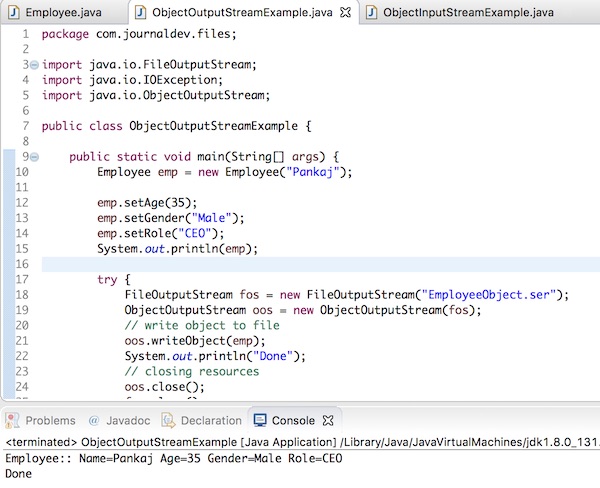 Employee.java
ObjectOutputStreamExample.java
ObjectInputStreamExample.java
1 package com.journaldev.files;
2
3 import java.io.FileOutputStream;
4 import java.io.IOException;
5 import java.io.ObjectOutputStream;
6
7 public class ObjectOutputStreamExample {
8
9 public static void main(String[] args) {
10 Employee emp = new Employee("Pankaj");
11
12 emp.setAge(35);
13 emp.setGender("Male");
14 emp.setRole("CEO");
15 System.out.println(emp);
16
17 try {
18 FileOutputStream fos = new FileOutputStream("EmployeeObject.ser");
19 ObjectOutputStream oos = new ObjectOutputStream(fos);
20 // write object to file
21 oos.writeObject(emp);
22 System.out.println("Done");
23 // closing resources
24 oos.close();
Problems @ Javadoc Declaration Console
<terminated> ObjectOutputStreamExample [Java Application] /Library/Java/JavaVirtualMachines/jdk1.8.0_131.
Employee:: Name=Pankaj Age=35 Gender=Male Role=CEO
Done